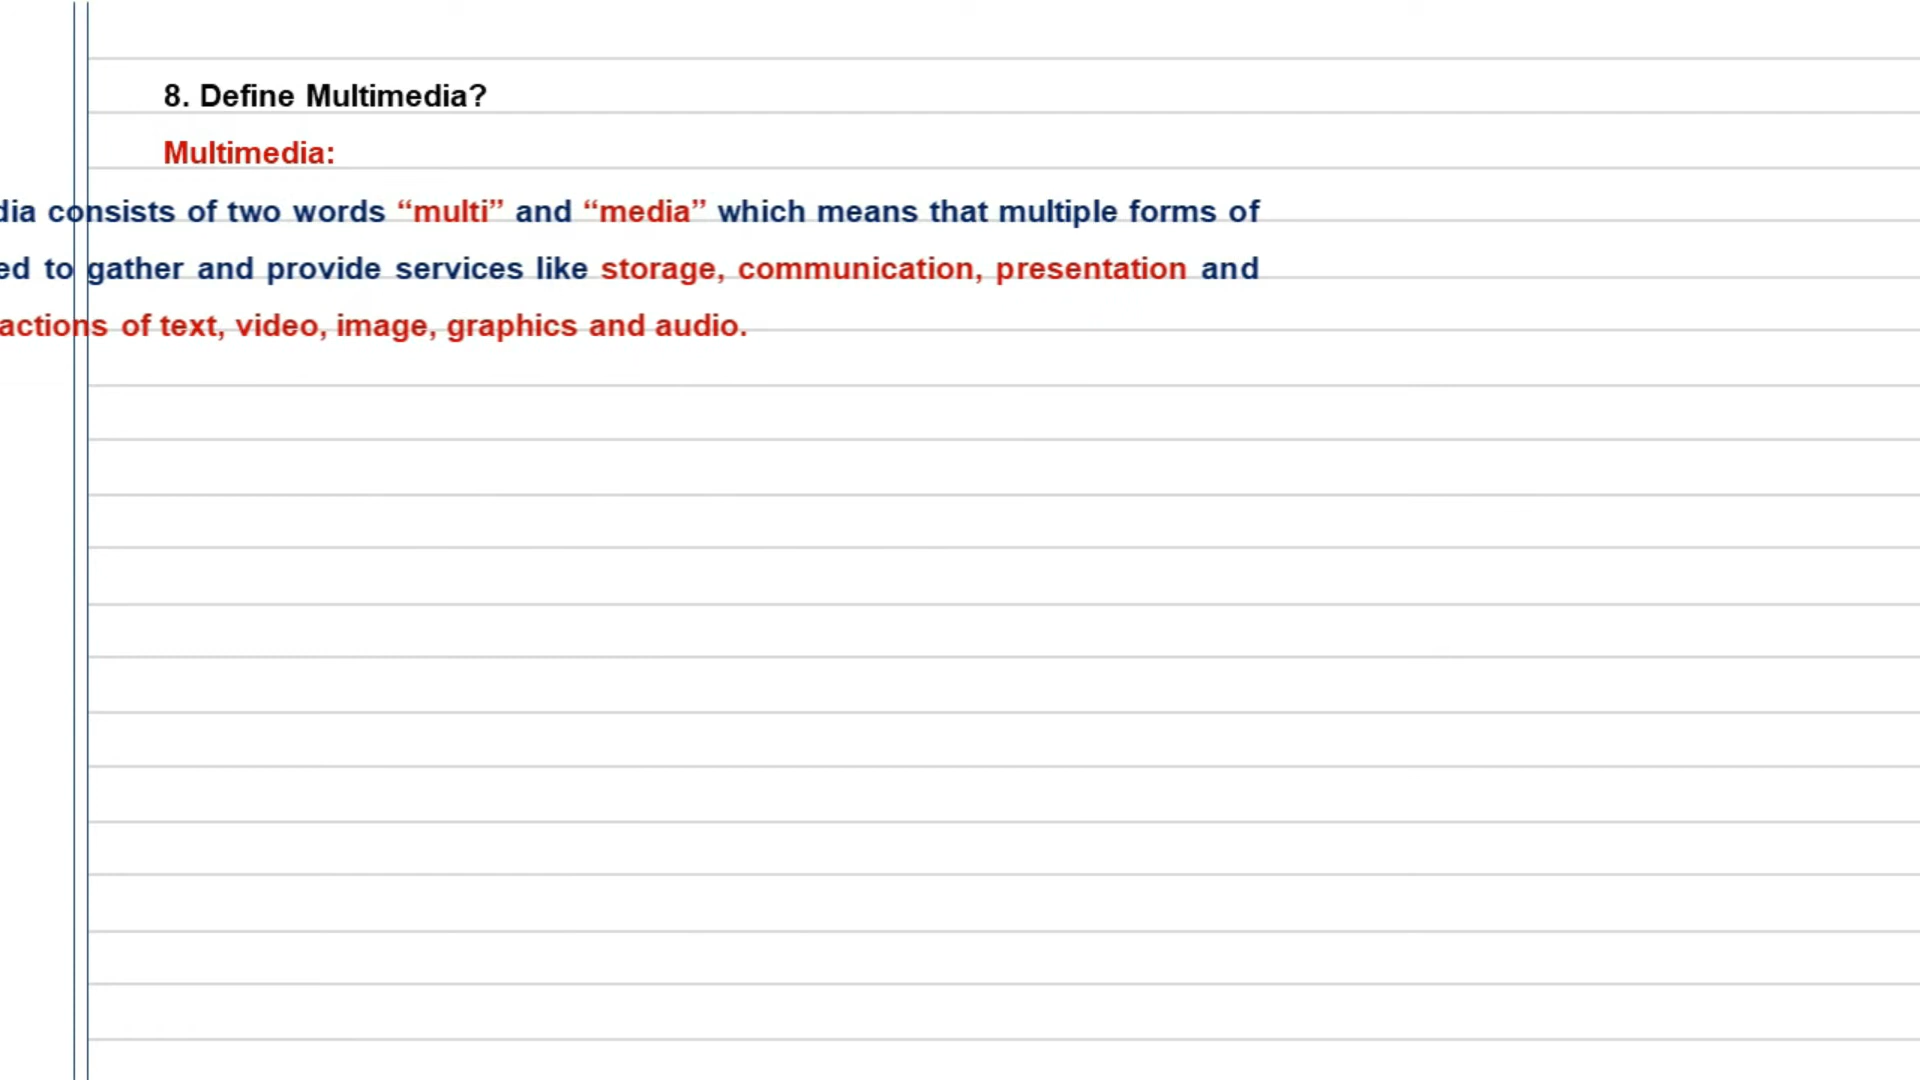 8. Define Multimedia?
Multimedia:
dia consists of two words “multi” and “media” which means that multiple forms of
ed to gather and provide services like storage, communication, presentation and
actions of text, video, image, graphics and audio.